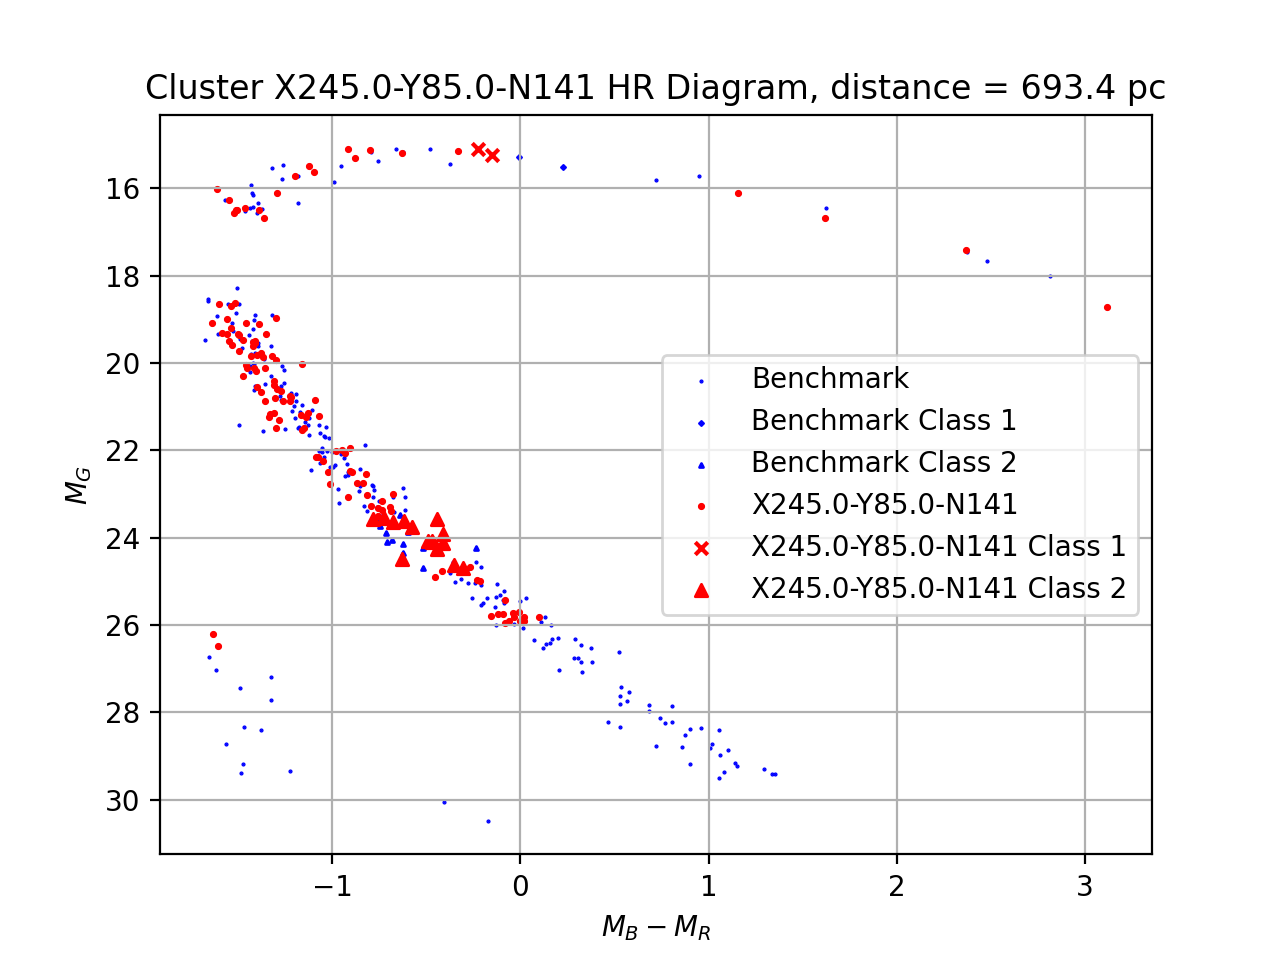 Cluster X245.0-Y85.0-N141 HR Diagram, distance = 693.4 pc
16
18
20
22
24
26
28
30
M_G
Benchmark
Benchmark Class 1
Benchmark Class 2
X245.0-Y85.0-N141
X245.0-Y85.0-N141 Class 1
X245.0-Y85.0-N141 Class 2
−1 0 1 2 3
M_B − M_R